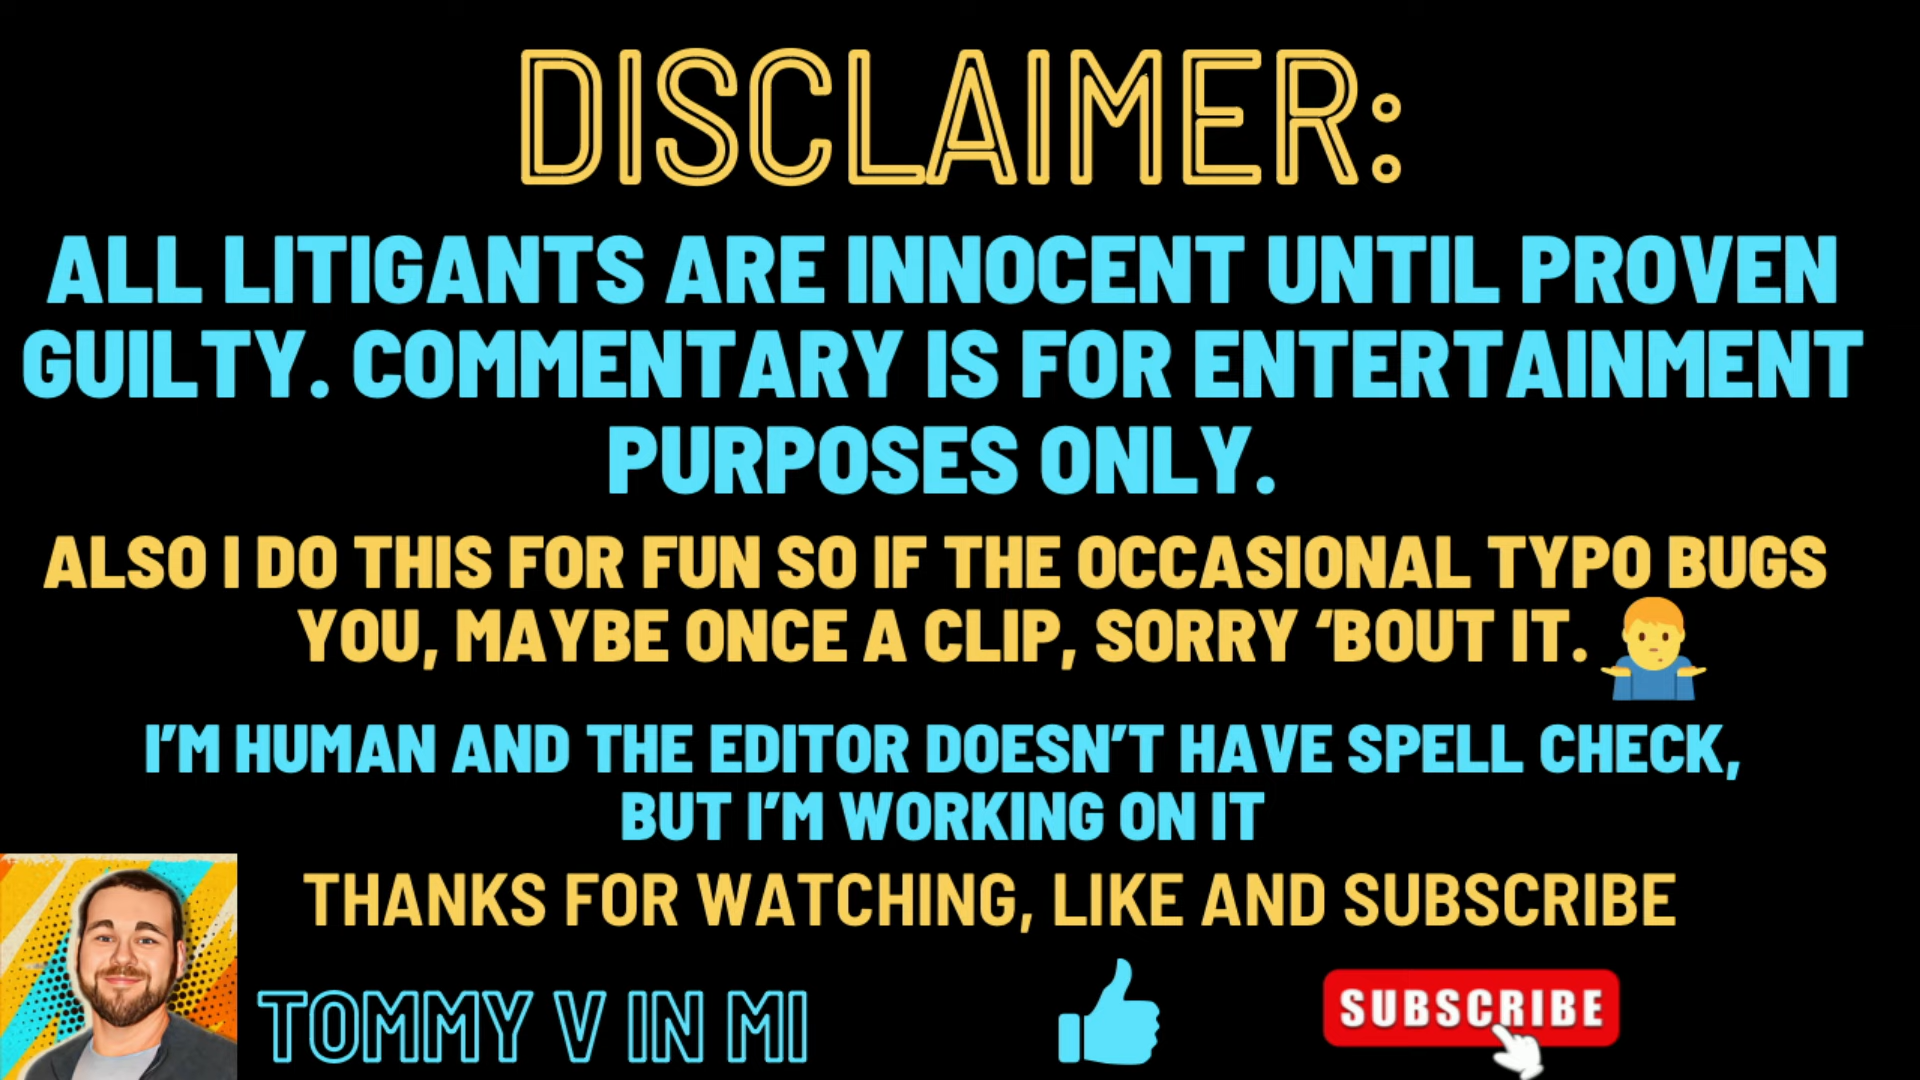 DISCLAIMER:
ALL LITIGANTS ARE INNOCENT UNTIL PROVEN
GUILTY. COMMENTARY IS FOR ENTERTAINMENT
PURPOSES ONLY.
ALSO I DO THIS FOR FUN SO IF THE OCCASIONAL TYPO BUGS
YOU, MAYBE ONCE A CLIP, SORRY ‘BOUT IT.
I’M HUMAN AND THE EDITOR DOESN’T HAVE SPELL CHECK,
BUT I’M WORKING ON IT
THANKS FOR WATCHING, LIKE AND SUBSCRIBE
TOMMY V IN MI
SUBSCRIBE